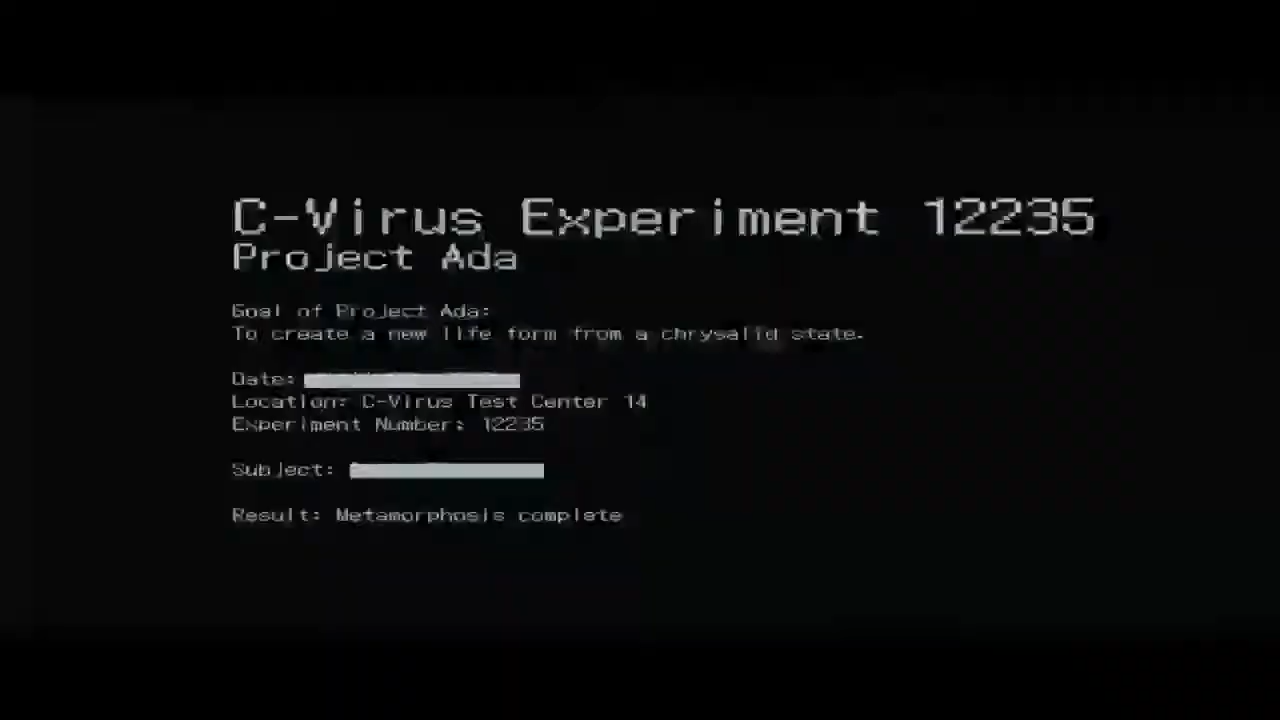 C-Virus Experiment 12235
Project Ada
Goal of Project Ada:
To create a new life form from a chrysalid state.
Date:
Location: C-Virus Test Center 14
Experiment Number: 12235
Subject:
Result: Metamorphosis complete